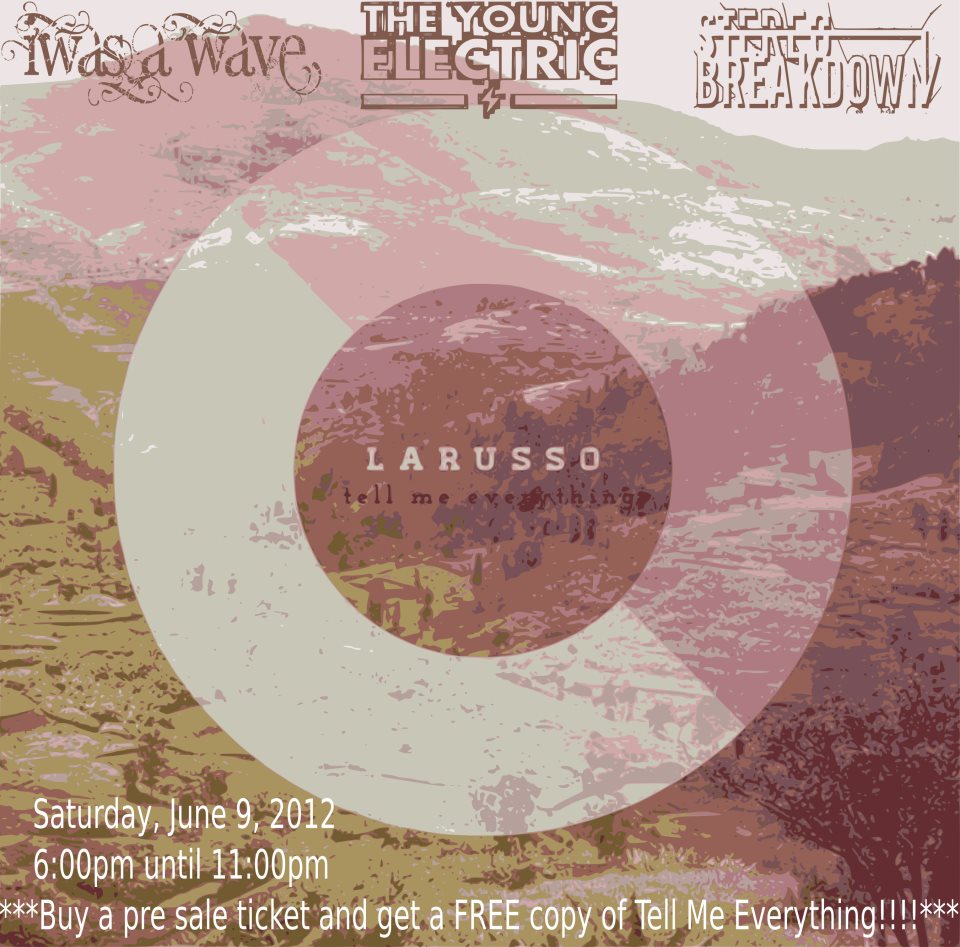 iwas a wave
THE YOUNG
ELECTRIC
STEREO
BREAKDOWN
LARUSSO
tell me everything
Saturday, June 9, 2012
6:00pm until 11:00pm
***Buy a pre sale ticket and get a FREE copy of Tell Me Everything!!!!***